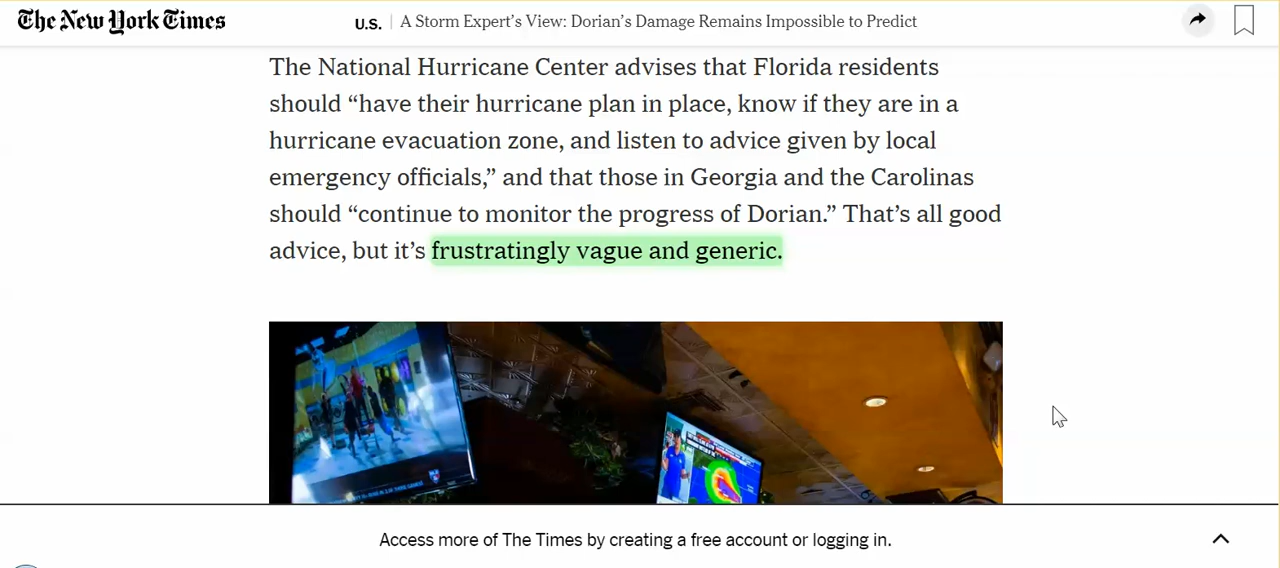 The New York Times
U.S. | A Storm Expert’s View: Dorian’s Damage Remains Impossible to Predict
The National Hurricane Center advises that Florida residents
should “have their hurricane plan in place, know if they are in a
hurricane evacuation zone, and listen to advice given by local
emergency officials,” and that those in Georgia and the Carolinas
should “continue to monitor the progress of Dorian.” That’s all good
advice, but it’s frustratingly vague and generic.
Access more of The Times by creating a free account or logging in.